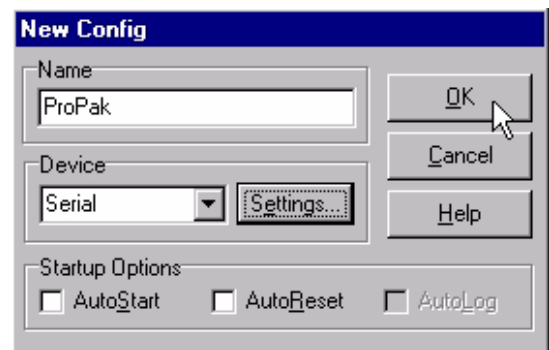 New Config
Name
ProPak
OK
Cancel
Device
Serial
Settings...
Help
Startup Options
AutoStart AutoReset AutoLog